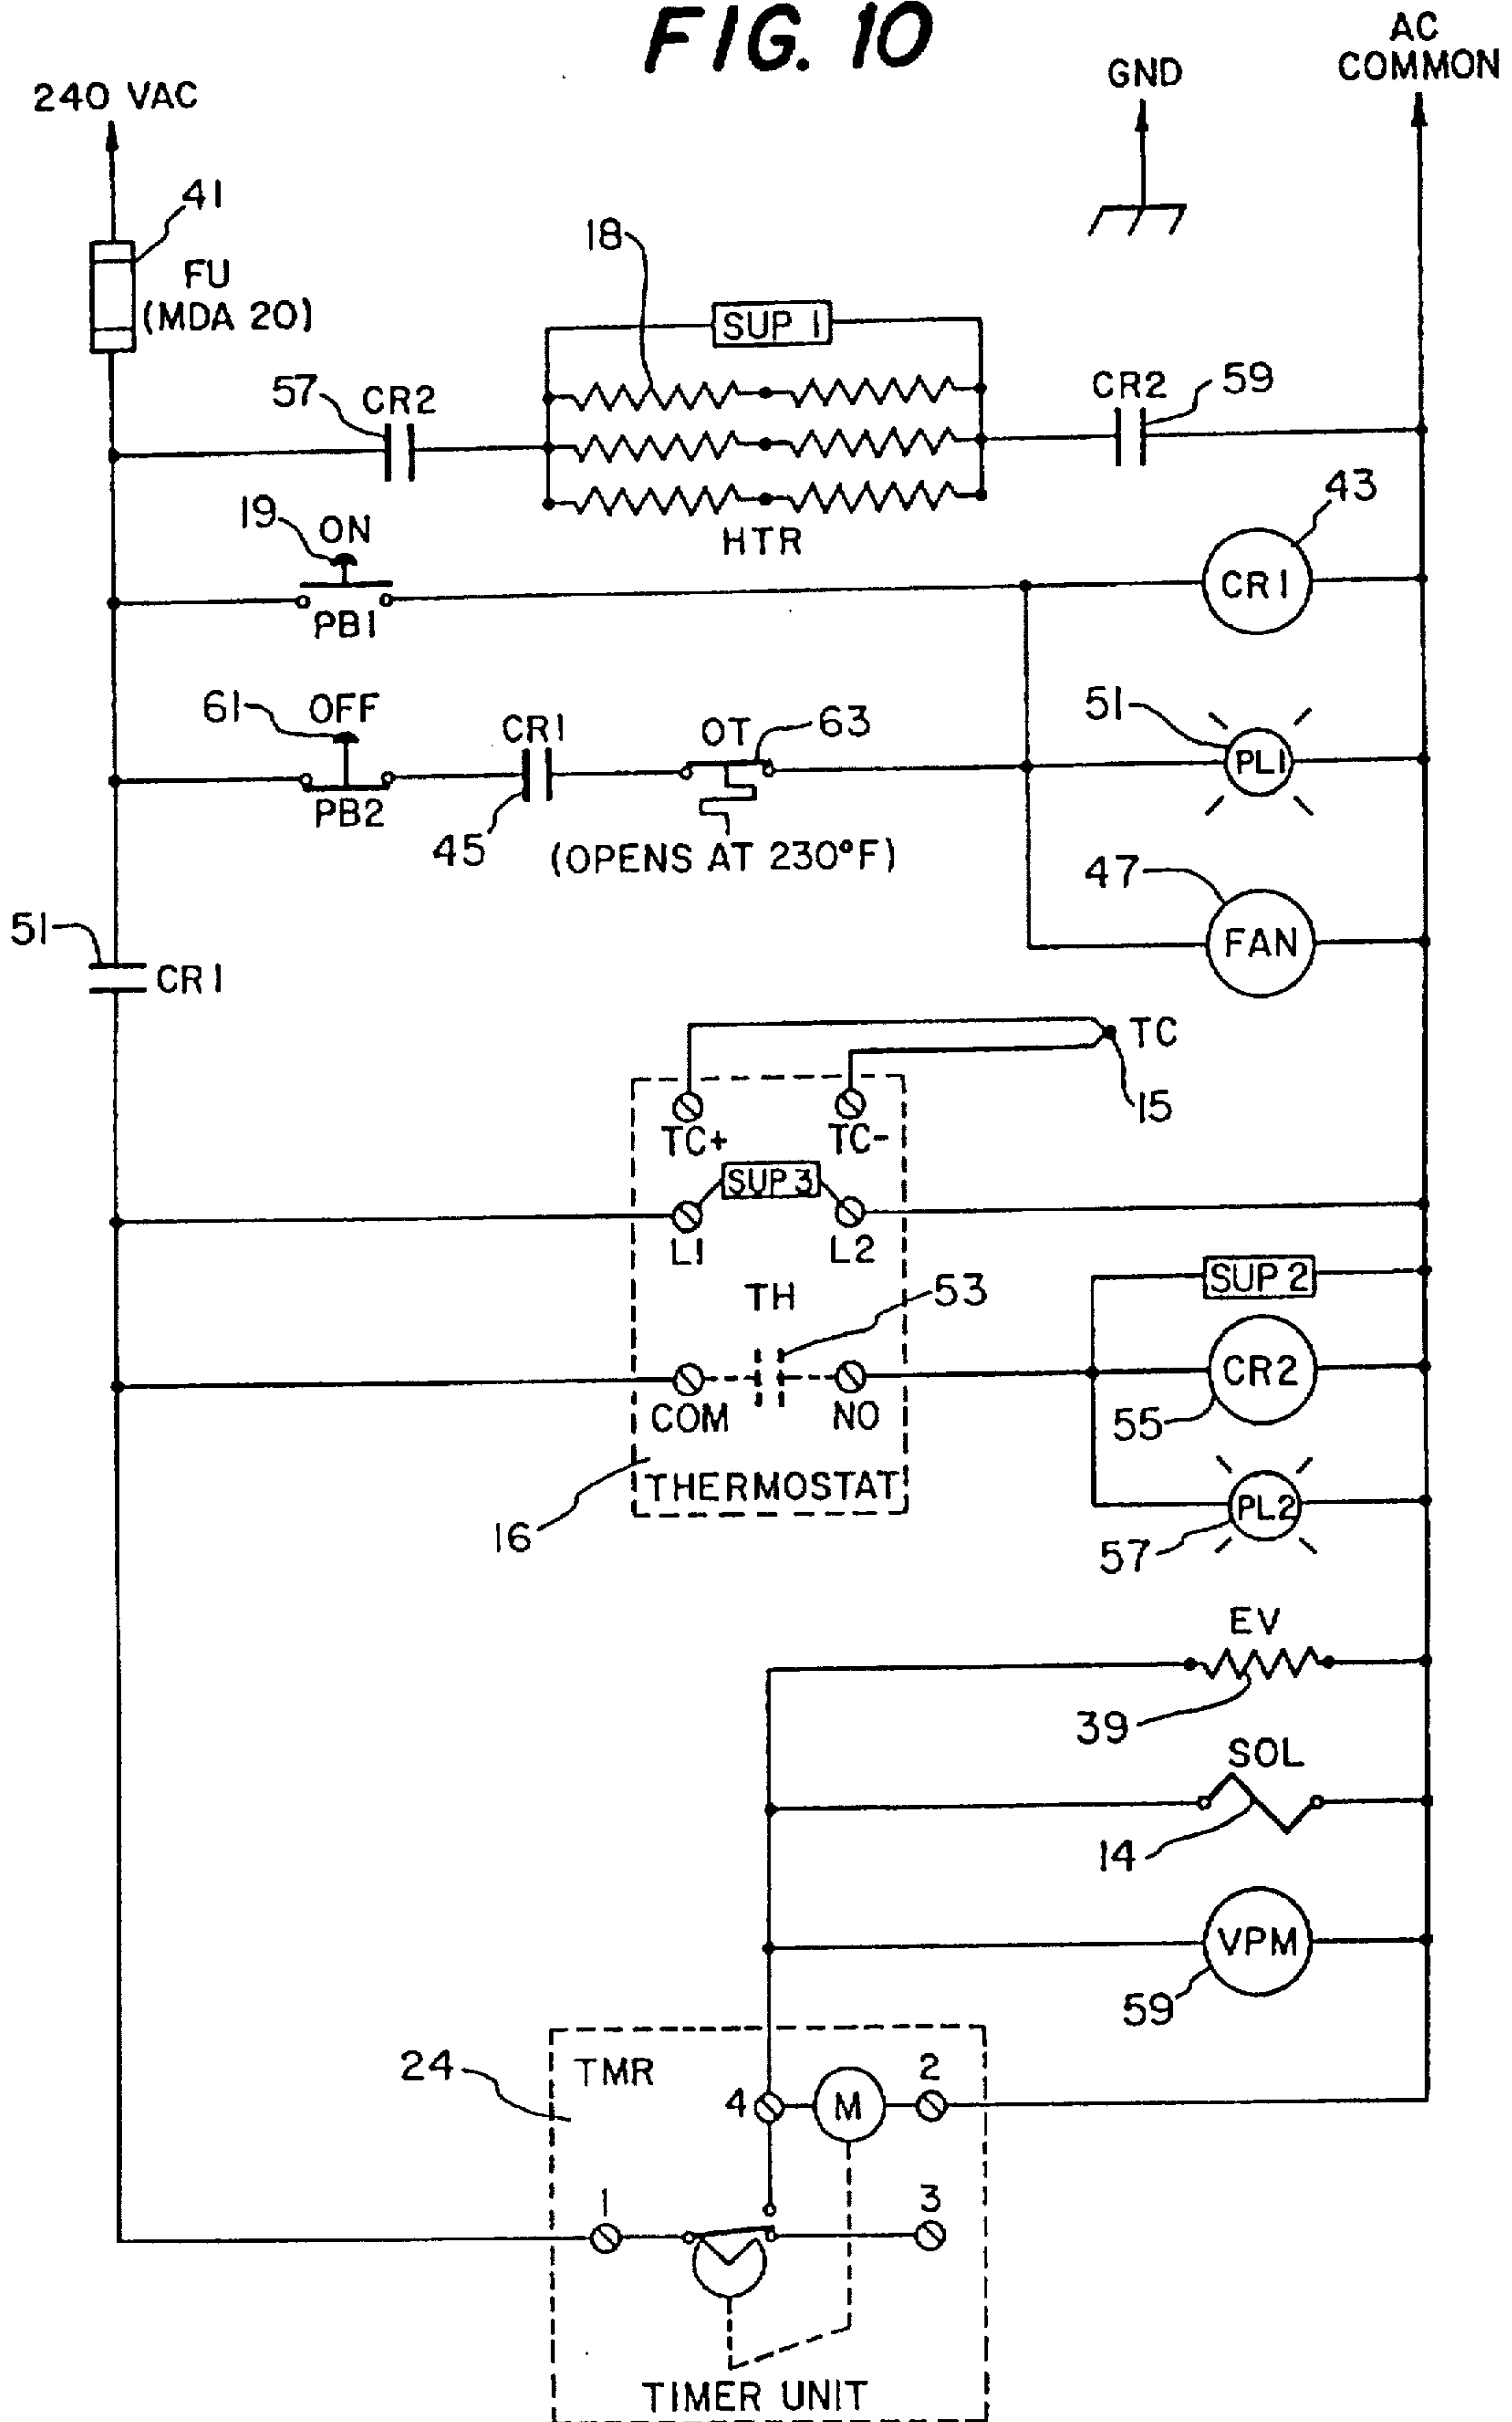 FIG. 10
AC
COMMON
GND
240 VAC
41
FU
(MDA 20)
18
SUP 1
57
CR2
CR2
59
HTR
19
ON
PB1
43
CR1
61
OFF
PB2
CR1
45
OT
63
(OPENS AT 230°F)
51
PL1
47
FAN
51
CR1
TC
15
TC+
TC-
SUP 3
L1
L2
TH
53
COM
NO
THERMOSTAT
16
SUP 2
CR2
55
PL2
57
EV
39
SOL
14
VPM
59
24
TMR
4
M
2
1
3
TIMER UNIT